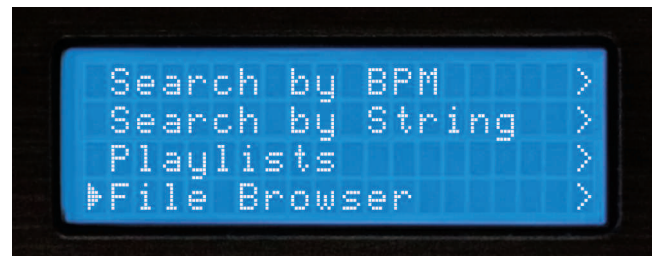 Search by BPM >
Search by String >
Playlists >
▶File Browser >